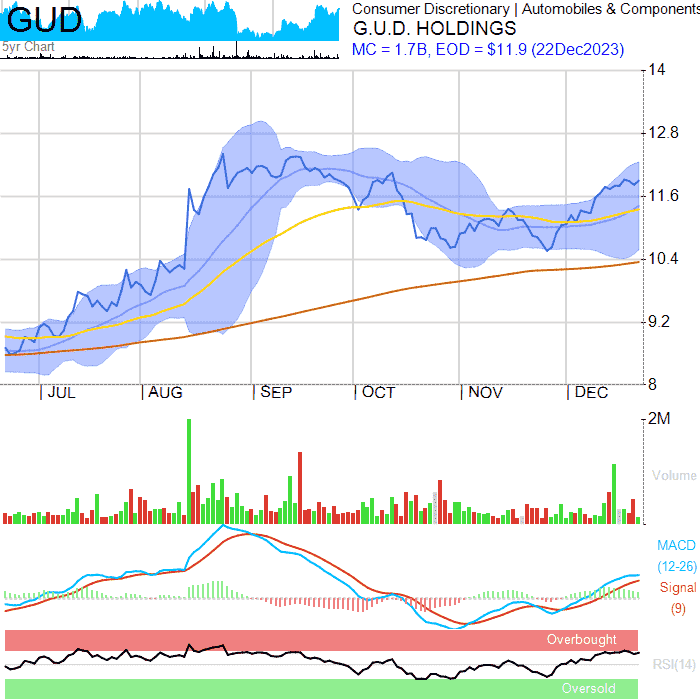 GUD
5yr Chart
Consumer Discretionary | Automobiles & Components
G.U.D. HOLDINGS
MC = 1.7B, EOD = $11.9 (22Dec2023)
14
12.8
11.6
10.4
9.2
8
JUL AUG SEP OCT NOV DEC
2M
Volume
MACD
(12-26)
Signal
(9)
Overbought
RSI(14)
Oversold